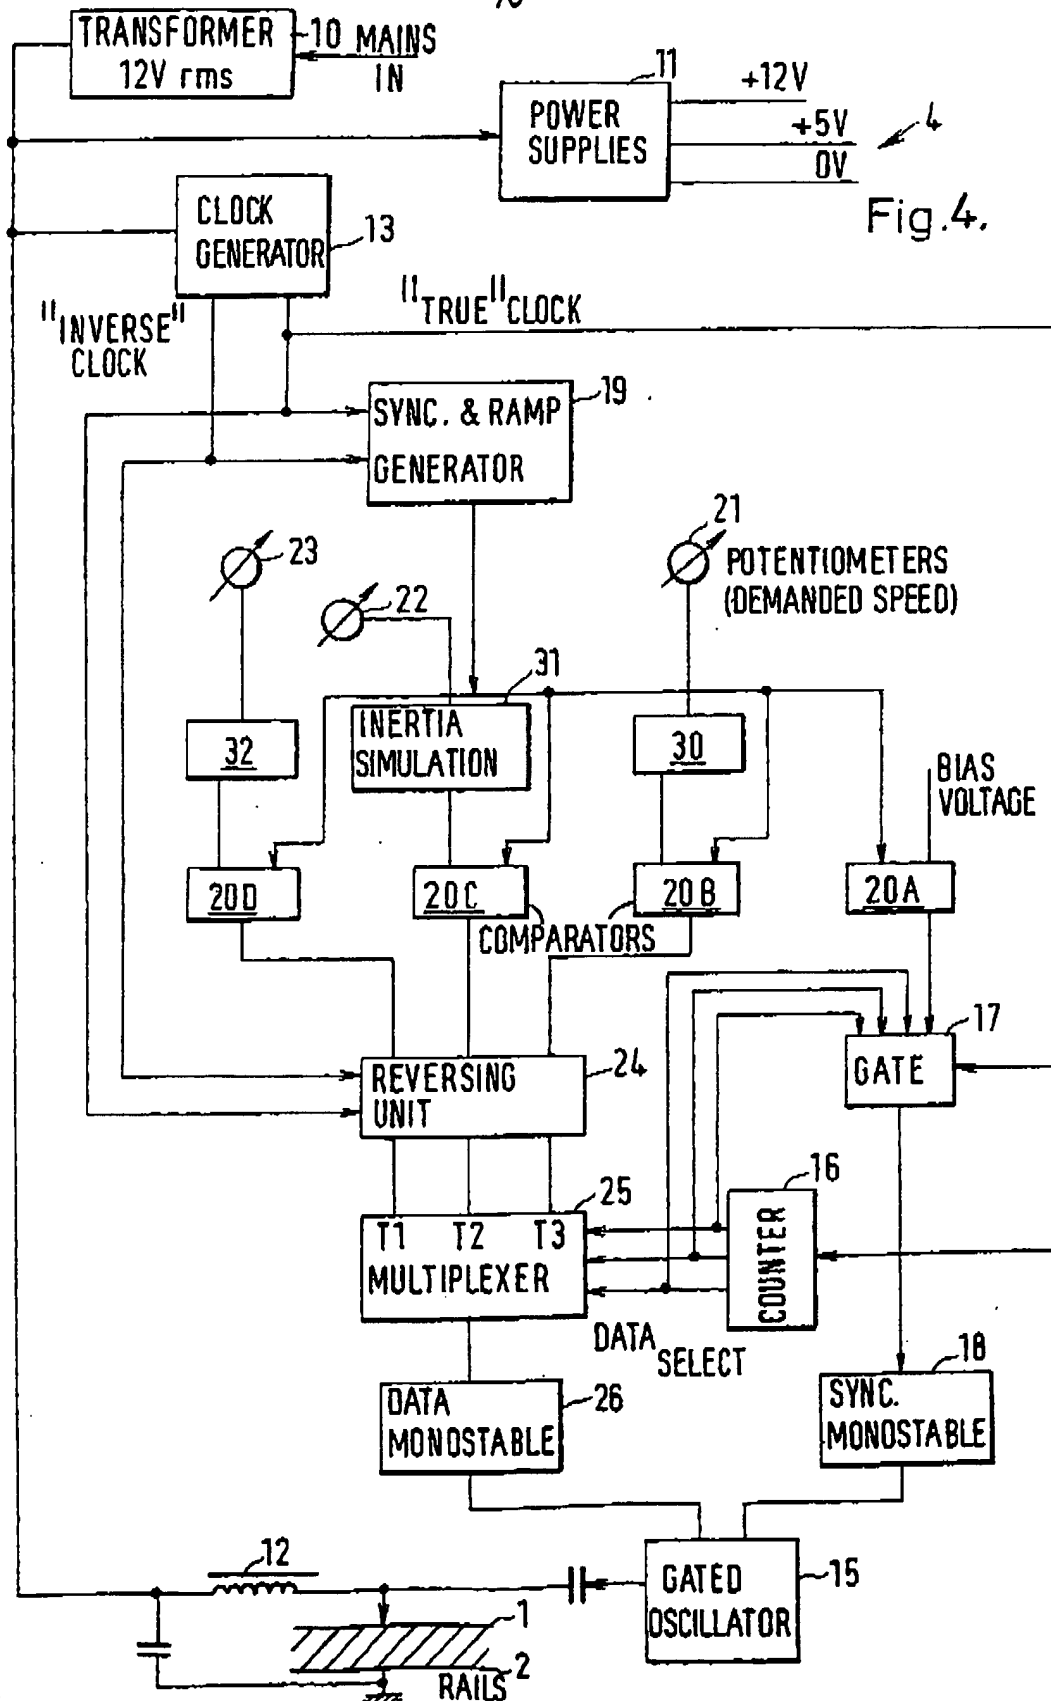 TRANSFORMER 10 MAINS
12V rms IN
11
POWER
SUPPLIES
+12V
+5V
0V
4
Fig.4.
CLOCK
GENERATOR 13
"INVERSE"
CLOCK
"TRUE" CLOCK
SYNC. & RAMP
GENERATOR
19
23
22
21
POTENTIOMETERS
(DEMANDED SPEED)
31
INERTIA
SIMULATION
32
30
BIAS
VOLTAGE
20D
20C
20B
20A
COMPARATORS
17
GATE
REVERSING
UNIT
24
25
T1 T2 T3
MULTIPLEXER
16
COUNTER
DATA
SELECT
DATA
MONOSTABLE
26
18
SYNC.
MONOSTABLE
12
GATED
OSCILLATOR
15
1
2
RAILS